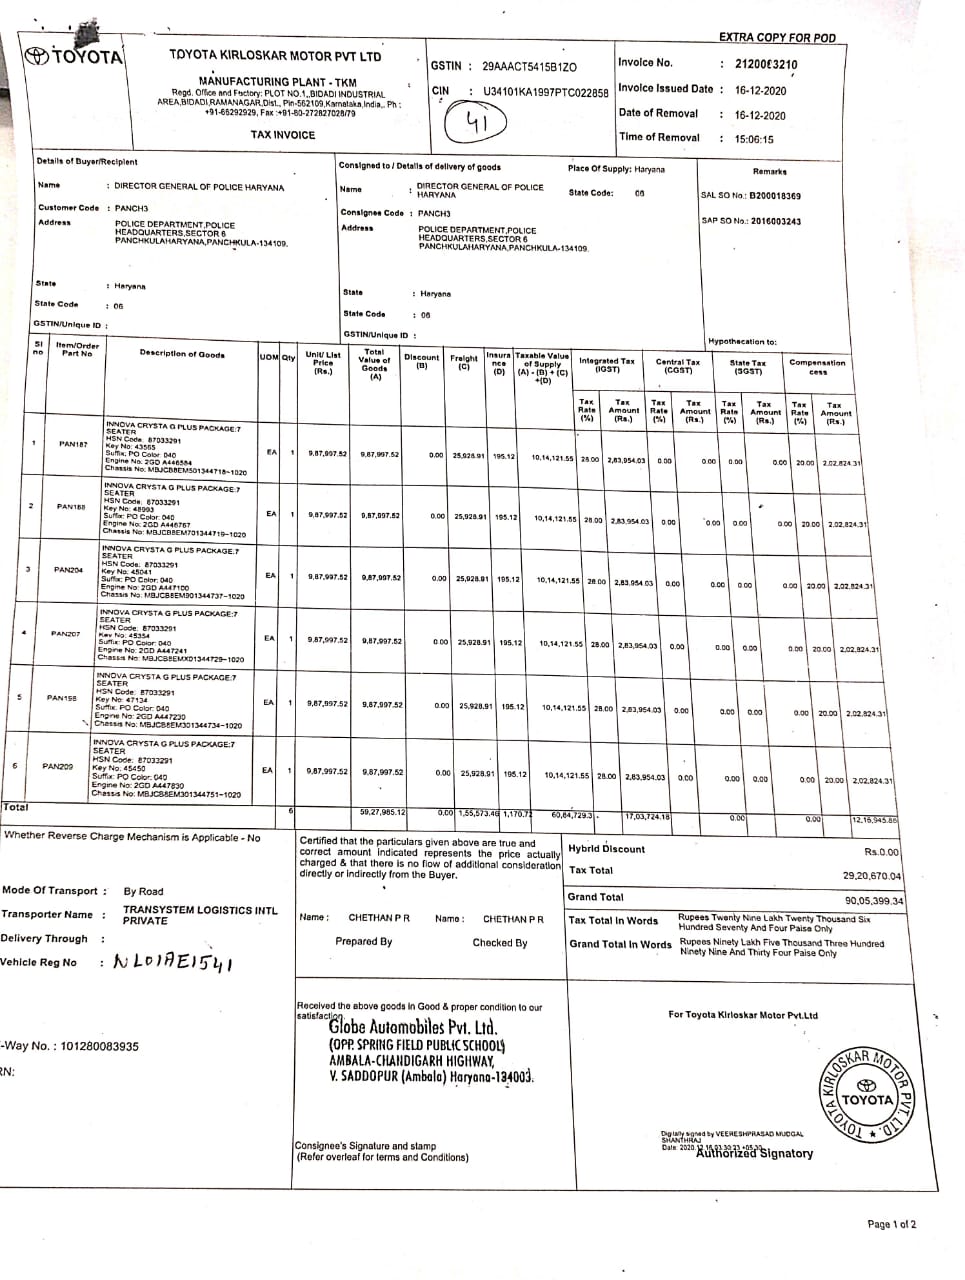 EXTRA COPY FOR POD
TOYOTA
TOYOTA KIRLOSKAR MOTOR PVT LTD
MANUFACTURING PLANT - TKM
Regd. Office and Factory: PLOT NO.1,.BIDADI INDUSTRIAL
AREA,BIDADI,RAMANAGAR,Dist., Pin-562109,Karnataka,India,. Ph :
+91-66292929, Fax :+91-80-272827028/79
TAX INVOICE
GSTIN : 29AAACT5415B1ZO
CIN : U34101KA1997PTC022858
41
Invoice No. :
Invoice Issued Date : 16-12-2020
Date of Removal : 16-12-2020
Time of Removal : 15:06:15
Details of Buyer/Recipient
Name : DIRECTOR GENERAL OF POLICE HARYANA
Customer Code : PANCH3
Address POLICE DEPARTMENT,POLICE
HEADQUARTERS,SECTOR 6
PANCHKULAHARYANA,PANCHKULA-134109.
State : Haryana
State Code : 06
GSTIN/Unique ID :
Consigned to / Details of delivery of goods
Place Of Supply: Haryana
Name : DIRECTOR GENERAL OF POLICE
HARYANA
State Code: 06
Consignee Code : PANCH3
Address POLICE DEPARTMENT,POLICE
HEADQUARTERS,SECTOR 6
PANCHKULAHARYANA,PANCHKULA-134109.
State : Haryana
State Code : 06
GSTIN/Unique ID :
Remarks
SAL SO No.: B200018369
SAP SO No.: 2016003243
Hypothecation to:
Sl no Item/Order Part No Description of Goods UOM Qty Unit/ List Price (Rs.) Total Value of Goods (A) Discount (B) Freight (C) Insura nce (D) Taxable Value of Supply (A) - (B) + (C) +(D) Integrated Tax (IGST) Central Tax (CGST) State Tax (SGST) Compensation cess
Tax Rate (%) Tax Amount (Rs.) Tax Rate (%) Tax Amount (Rs.) Tax Rate (%) Tax Amount (Rs.) Tax Rate (%) Tax Amount (Rs.)
INNOVA CRYSTA G PLUS PACKAGE:7
SEATER
HSN Code: 87033291
Key No: 43565
Suffix: PO Color: 040
Engine No: 2GD A446584
Chassis No: MBJCB8EM501344718-1020
1 PAN187 EA 1 9,87,997.52 9,87,997.52 0.00 25,928.91 195.12 10,14,121.55 28.00 2,83,954.03 0.00 0.00 0.00 20.00 2,02,824.31
INNOVA CRYSTA G PLUS PACKAGE:7
SEATER
HSN Code: 87033291
Key No: 48993
Suffix: PO Color: 040
Engine No: 2GD A446767
Chassis No: MBJCB8EM701344719-1020
2 PAN188 EA 1 9,87,997.52 9,87,997.52 0.00 25,928.91 195.12 10,14,121.55 28.00 2,83,954.03 0.00 0.00 0.00 20.00 2,02,824.31
INNOVA CRYSTA G PLUS PACKAGE:7
SEATER
HSN Code: 87033291
Key No: 45041
Suffix: PO Color: 040
Engine No: 2GD A447100
Chassis No: MBJCB8EM901344737-1020
3 PAN204 EA 1 9,87,997.52 9,87,997.52 0.00 25,928.91 195.12 10,14,121.55 28.00 2,83,954.03 0.00 0.00 0.00 20.00 2,02,824.31
INNOVA CRYSTA G PLUS PACKAGE:7
SEATER
HSN Code: 87033291
Key No: 45354
Suffix: PO Color: 040
Engine No: 2GD A447241
Chassis No: MBJCB8EMX01344729-1020
4 PAN207 EA 1 9,87,997.52 9,87,997.52 0.00 25,928.91 195.12 10,14,121.55 28.00 2,83,954.03 0.00 0.00 0.00 20.00 2,02,824.31
INNOVA CRYSTA G PLUS PACKAGE:7
SEATER
HSN Code: 87033291
Key No: 47134
Suffix: PO Color: 040
Engine No: 2GD A447230
Chassis No: MBJCB8EM301344734-1020
5 EA 1 9,87,997.52 9,87,997.52 0.00 25,928.91 195.12 10,14,121.55 28.00 2,83,954.03 0.00 0.00 0.00 20.00 2,02,824.31
INNOVA CRYSTA G PLUS PACKAGE:7
SEATER
HSN Code: 87033291
Key No: 45450
Suffix: PO Color: 040
Engine No: 2GD A447830
Chassis No: MBJCB8EM301344751-1020
6 PAN209 EA 1 9,87,997.52 9,87,997.52 0.00 25,928.91 195.12 10,14,121.55 28.00 2,83,954.03 0.00 0.00 0.00 20.00 2,02,824.31
Total 6 59,27,985.12 0.00 1,55,573.46 1,170.72 60,84,729.3 17,03,724.18 0.00 0.00 12,16,945.86
Whether Reverse Charge Mechanism is Applicable - No
Mode Of Transport : By Road
Transporter Name : TRANSYSTEM LOGISTICS INTL
PRIVATE
Delivery Through :
Vehicle Reg No : NL01AE1541
Certified that the particulars given above are true and
correct amount indicated represents the price actually
charged & that there is no flow of additional consideration
directly or indirectly from the Buyer.
Name : CHETHAN P R Name : CHETHAN P R
Prepared By Checked By
Hybrid Discount Rs.0.00
Tax Total 29,20,670.04
Grand Total 90,05,399.34
Tax Total In Words Rupees Twenty Nine Lakh Twenty Thousand Six
Hundred Seventy And Four Paise Only
Grand Total In Words Rupees Ninety Lakh Five Thousand Three Hundred
Ninety Nine And Thirty Four Paise Only
-Way No. : 101280083935
RN:
Received the above goods in Good & proper condition to our
satisfaction.
Globe Automobiles Pvt. Ltd.
(OPP. SPRING FIELD PUBLIC SCHOOL)
AMBALA-CHANDIGARH HIGHWAY,
V. SADDOPUR (Ambala) Haryana-134003.
Consignee's Signature and stamp
(Refer overleaf for terms and Conditions)
For Toyota Kirloskar Motor Pvt.Ltd
TOYOTA KIRLOSKAR MOTOR PVT. LTD.
TOYOTA
Digitally signed by VEERESHPRASAD MUDGAL
SHANTHRAJ
Authorized Signatory
Page 1 of 2